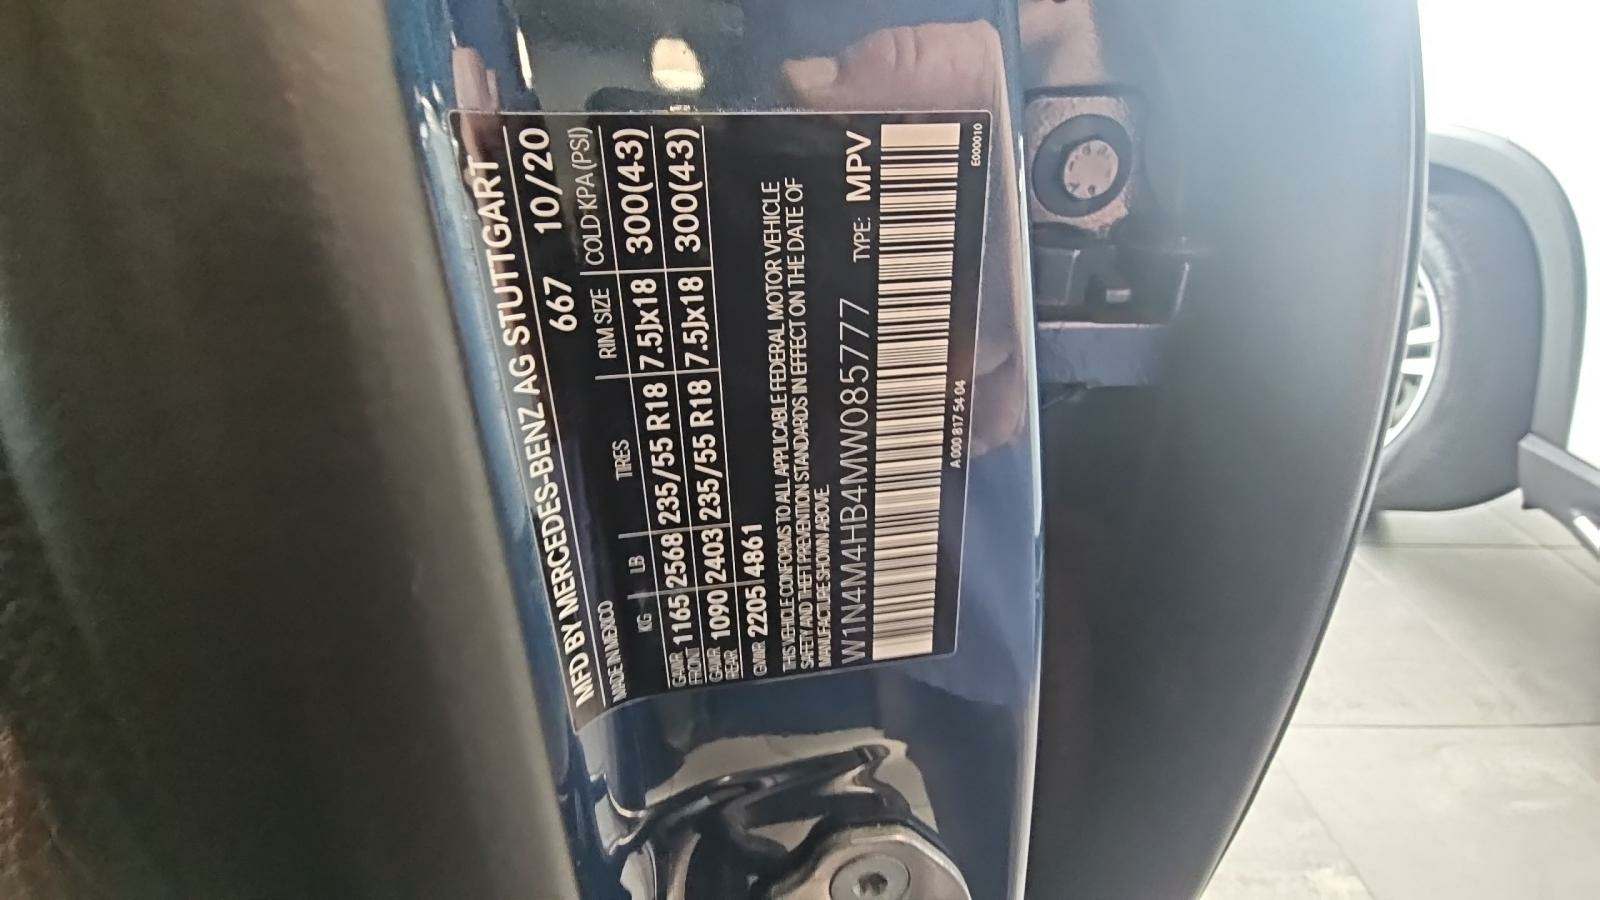 MFD BY MERCEDES-BENZ AG STUTTGART
MADE IN MEXICO 667 10/20
KG LB TIRES RIM SIZE COLD KPA (PSI)
GAWR FRONT 1165 2568 235/55 R18 7.5Jx18 300(43)
GAWR REAR 1090 2403 235/55 R18 7.5Jx18 300(43)
GVWR 2205 4861
THIS VEHICLE CONFORMS TO ALL APPLICABLE FEDERAL MOTOR VEHICLE
SAFETY AND THEFT PREVENTION STANDARDS IN EFFECT ON THE DATE OF
MANUFACTURE SHOWN ABOVE.
W1N4M4HB4MW085777 TYPE: MPV
A 000 817 54 04 E000010